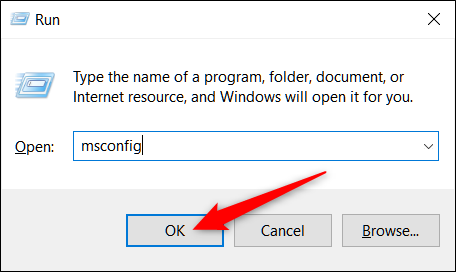 Run
Type the name of a program, folder, document, or
Internet resource, and Windows will open it for you.
Open: msconfig
OK Cancel Browse...